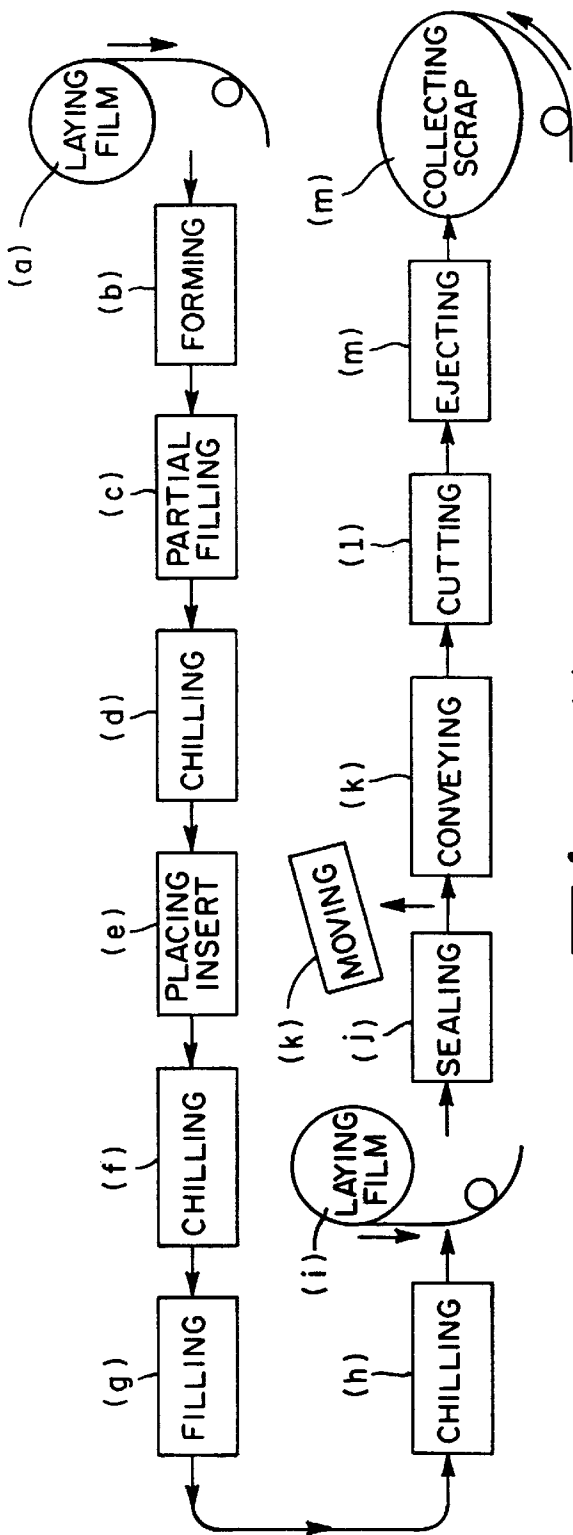 (a)
LAYING
FILM
(b)
FORMING
(c)
PARTIAL
FILLING
(d)
CHILLING
(e)
PLACING
INSERT
(f)
CHILLING
(g)
FILLING
(h)
CHILLING
(i)
LAYING
FILM
(j)
SEALING
(k)
MOVING
(k)
CONVEYING
(l)
CUTTING
(m)
EJECTING
(m)
COLLECTING
SCRAP